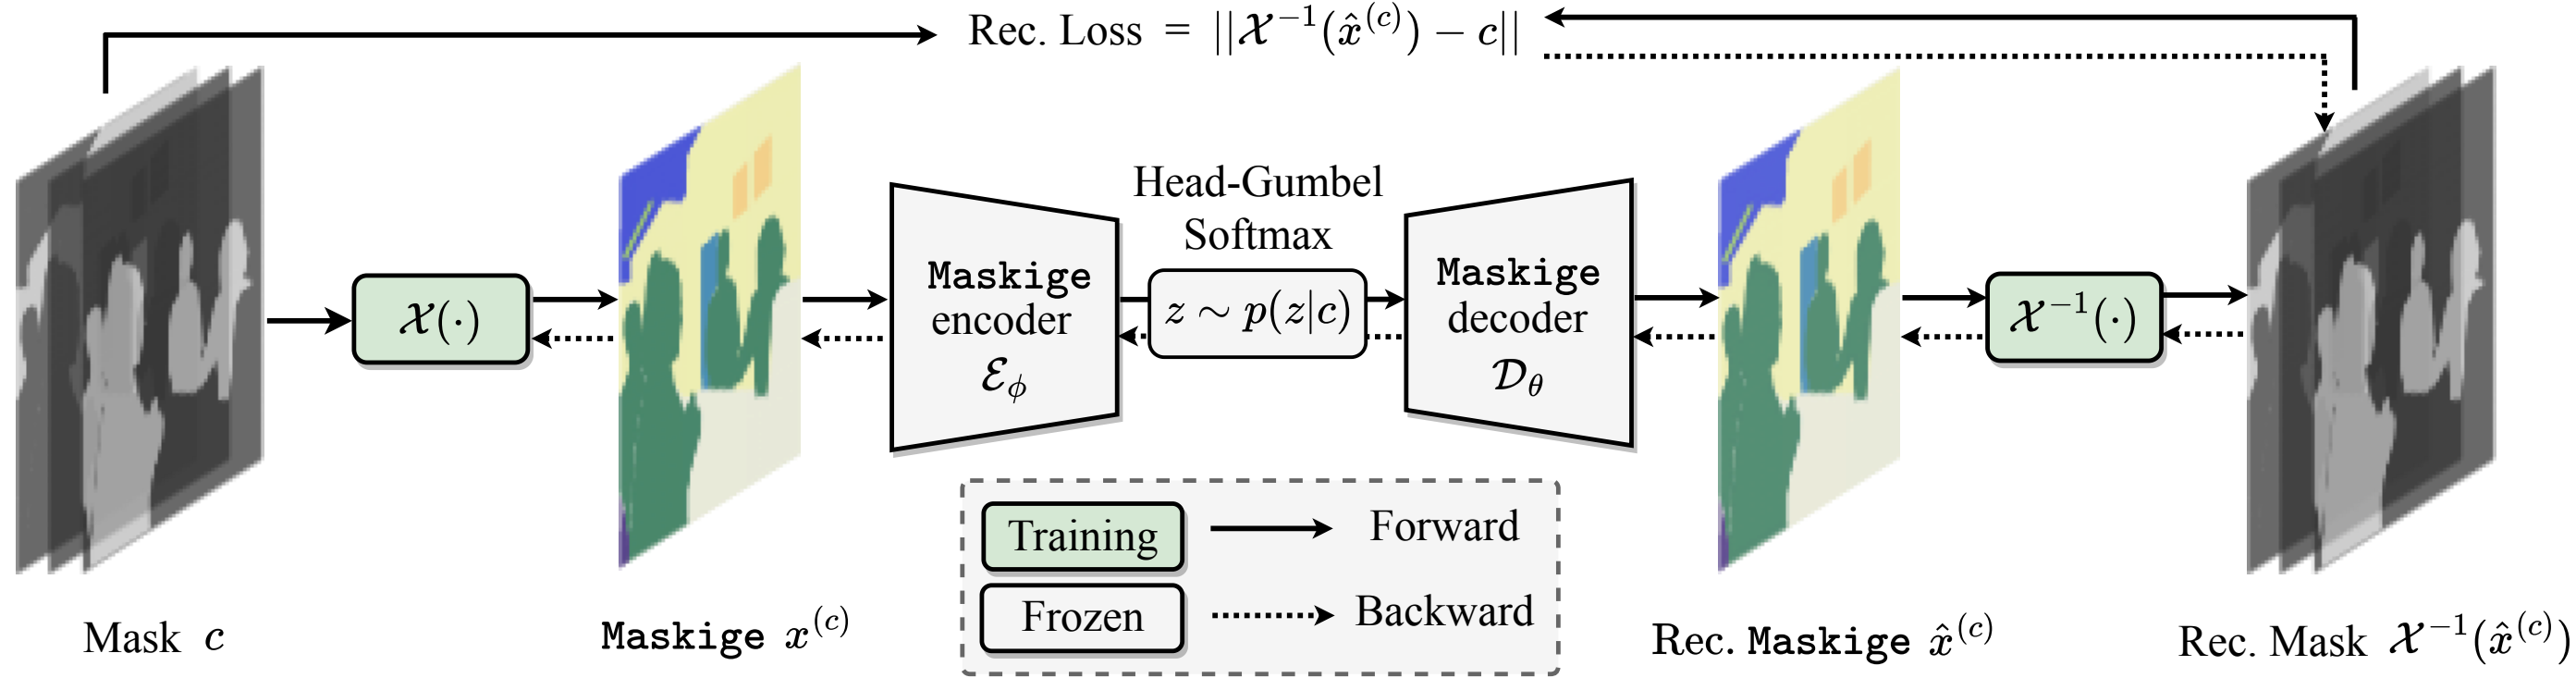 Rec. Loss = ||𝒳⁻¹(x̂⁽ᶜ⁾) − c||
Head-Gumbel
Softmax
𝒳(·)
Maskige
encoder
ℰ_ϕ
z ∼ p(z|c)
Maskige
decoder
𝒟_θ
𝒳⁻¹(·)
Training
Forward
Frozen
Backward
Mask c
Maskige x⁽ᶜ⁾
Rec. Maskige x̂⁽ᶜ⁾
Rec. Mask 𝒳⁻¹(x̂⁽ᶜ⁾)